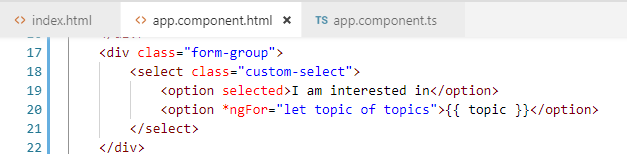 <> index.html <> app.component.html × TS app.component.ts
17 <div class="form-group">
18 <select class="custom-select">
19 <option selected>I am interested in</option>
20 <option *ngFor="let topic of topics">{{ topic }}</option>
21 </select>
22 </div>